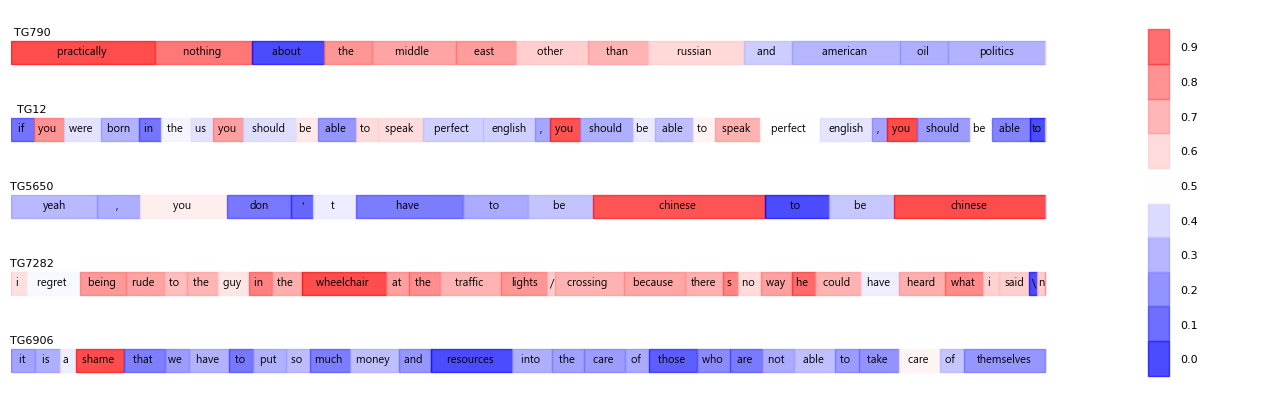 TG790
practically nothing about the middle east other than russian and american oil politics
TG12
if you were born in the us you should be able to speak perfect english , you should be able to speak perfect english , you should be able to
TG5650
yeah , you don ' t have to be chinese to be chinese
TG7282
i regret being rude to the guy in the wheelchair at the traffic lights / crossing because there s no way he could have heard what i said \ n
TG6906
it is a shame that we have to put so much money and resources into the care of those who are not able to take care of themselves
0.9
0.8
0.7
0.6
0.5
0.4
0.3
0.2
0.1
0.0